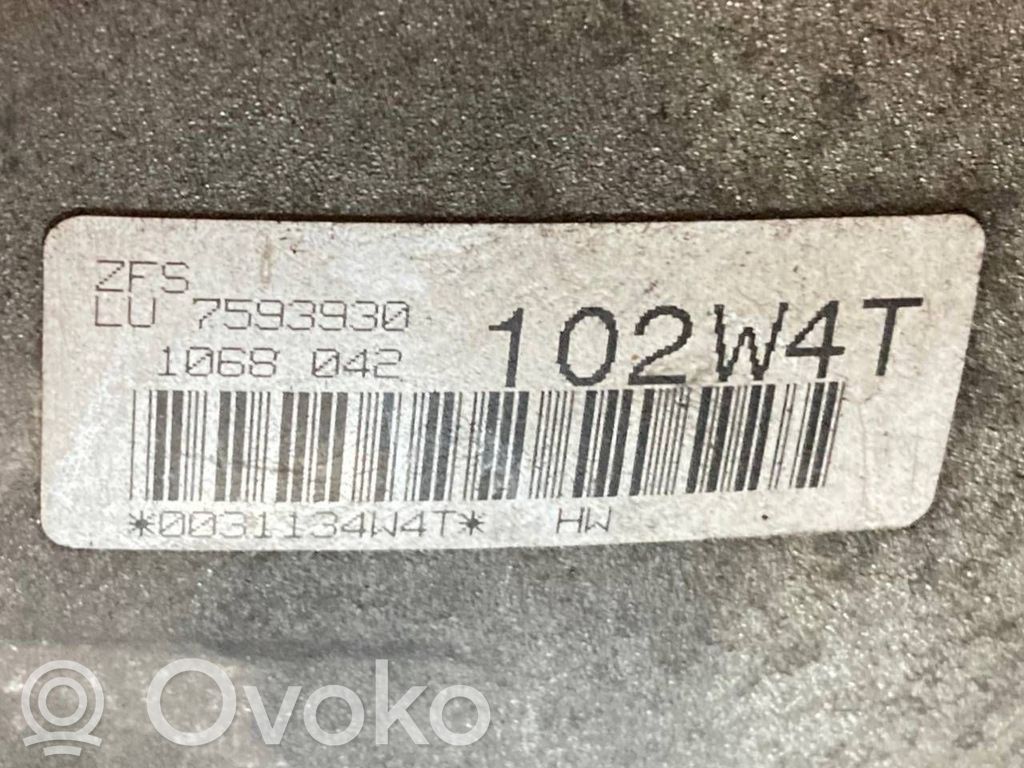 ZFS
LU 7593930
1068 042
102W4T
*0031134W4T* HW
Ovoko